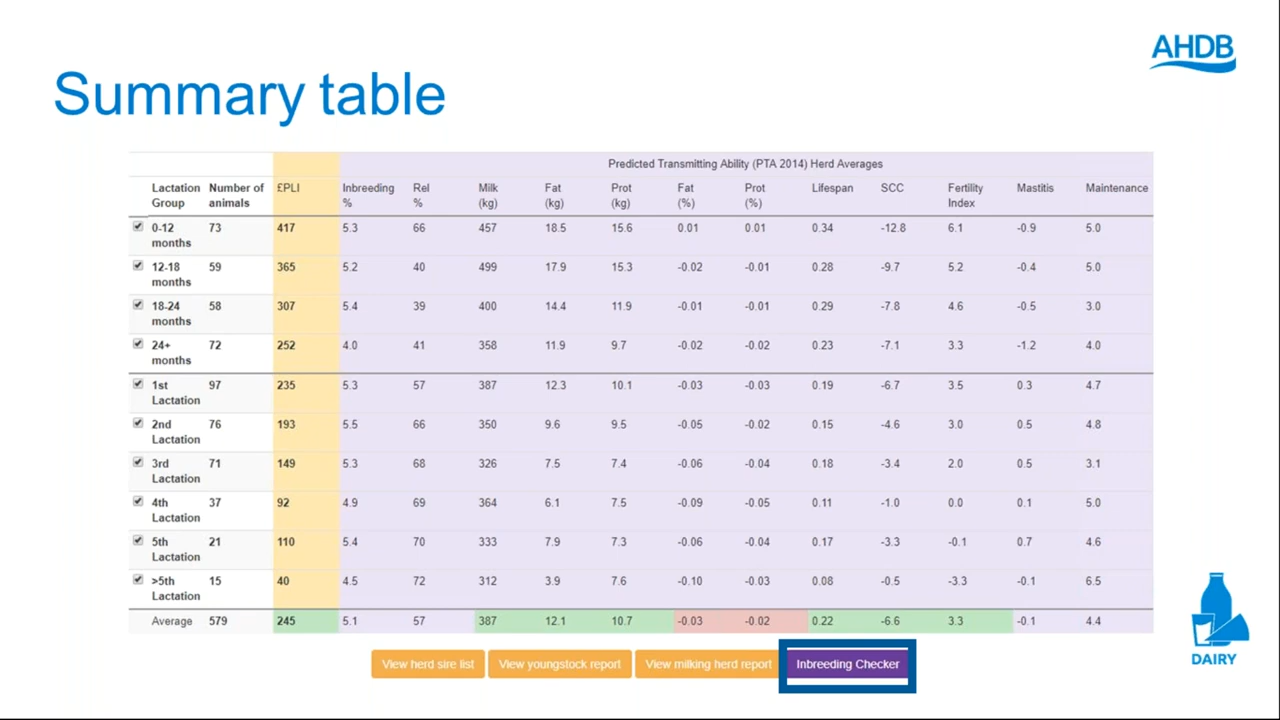 AHDB
Summary table
Predicted Transmitting Ability (PTA 2014) Herd Averages
Lactation Group Number of animals £PLI Inbreeding % Rel % Milk (kg) Fat (kg) Prot (kg) Fat (%) Prot (%) Lifespan SCC Fertility Index Mastitis Maintenance
0-12 months 73 417 5.3 66 457 18.5 15.6 0.01 0.01 0.34 -12.8 6.1 -0.9 5.0
12-18 months 59 365 5.2 40 499 17.9 15.3 -0.02 -0.01 0.28 -9.7 5.2 -0.4 5.0
18-24 months 58 307 5.4 39 400 14.4 11.9 -0.01 -0.01 0.29 -7.8 4.6 -0.5 3.0
24+ months 72 252 4.0 41 358 11.9 9.7 -0.02 -0.02 0.23 -7.1 3.3 -1.2 4.0
1st Lactation 97 235 5.3 57 387 12.3 10.1 -0.03 -0.03 0.19 -6.7 3.5 0.3 4.7
2nd Lactation 76 193 5.5 66 350 9.6 9.5 -0.05 -0.02 0.15 -4.6 3.0 0.5 4.8
3rd Lactation 71 149 5.3 68 326 7.5 7.4 -0.06 -0.04 0.18 -3.4 2.0 0.5 3.1
4th Lactation 37 92 4.9 69 364 6.1 7.5 -0.09 -0.05 0.11 -1.0 0.0 0.1 5.0
5th Lactation 21 110 5.4 70 333 7.9 7.3 -0.06 -0.04 0.17 -3.3 -0.1 0.7 4.6
>5th Lactation 15 40 4.5 72 312 3.9 7.6 -0.10 -0.03 0.08 -0.5 -3.3 -0.1 6.5
Average 579 245 5.1 57 387 12.1 10.7 -0.03 -0.02 0.22 -6.6 3.3 -0.1 4.4
View herd sire list View youngstock report View milking herd report Inbreeding Checker
DAIRY